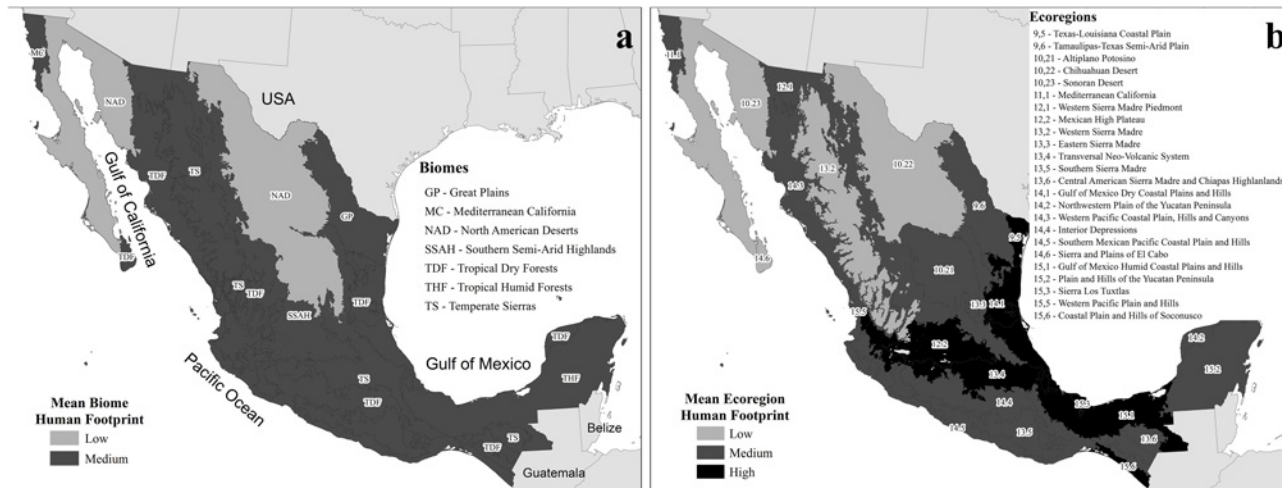 a
MC
NAD
USA
Gulf of California
TDF
TS
NAD
GP
TDF
TS
TDF
SSAH
TDF
Pacific Ocean
Gulf of Mexico
TS
TDF
TDF
THF
TDF
TS
Belize
Guatemala
Biomes
GP - Great Plains
MC - Mediterranean California
NAD - North American Deserts
SSAH - Southern Semi-Arid Highlands
TDF - Tropical Dry Forests
THF - Tropical Humid Forests
TS - Temperate Sierras
Mean Biome
Human Footprint
Low
Medium
b
Ecoregions
9,5 - Texas-Louisiana Coastal Plain
9,6 - Tamaulipas-Texas Semi-Arid Plain
10,21 - Altiplano Potosino
10,22 - Chihuahuan Desert
10,23 - Sonoran Desert
11,1 - Mediterranean California
12,1 - Western Sierra Madre Piedmont
12,2 - Mexican High Plateau
13,2 - Western Sierra Madre
13,3 - Eastern Sierra Madre
13,4 - Transversal Neo-Volcanic System
13,5 - Southern Sierra Madre
13,6 - Central American Sierra Madre and Chiapas Highlanlands
14,1 - Gulf of Mexico Dry Coastal Plains and Hills
14,2 - Northwestern Plain of the Yucatan Peninsula
14,3 - Western Pacific Coastal Plain, Hills and Canyons
14,4 - Interior Depressions
14,5 - Southern Mexican Pacific Coastal Plain and Hills
14,6 - Sierra and Plains of El Cabo
15,1 - Gulf of Mexico Humid Coastal Plains and Hills
15,2 - Plain and Hills of the Yucatan Peninsula
15,3 - Sierra Los Tuxtlas
15,5 - Western Pacific Plain and Hills
15,6 - Coastal Plain and Hills of Soconusco
11.1
10.23
12.1
13.2
10.22
14.3
9.6
9.5
14.6
10.21
13.3
14.1
15.5
12.2
13.4
14.4
14.5
13.5
15.3
15.1
14.2
15.2
13.6
15.6
Mean Ecoregion
Human Footprint
Low
Medium
High